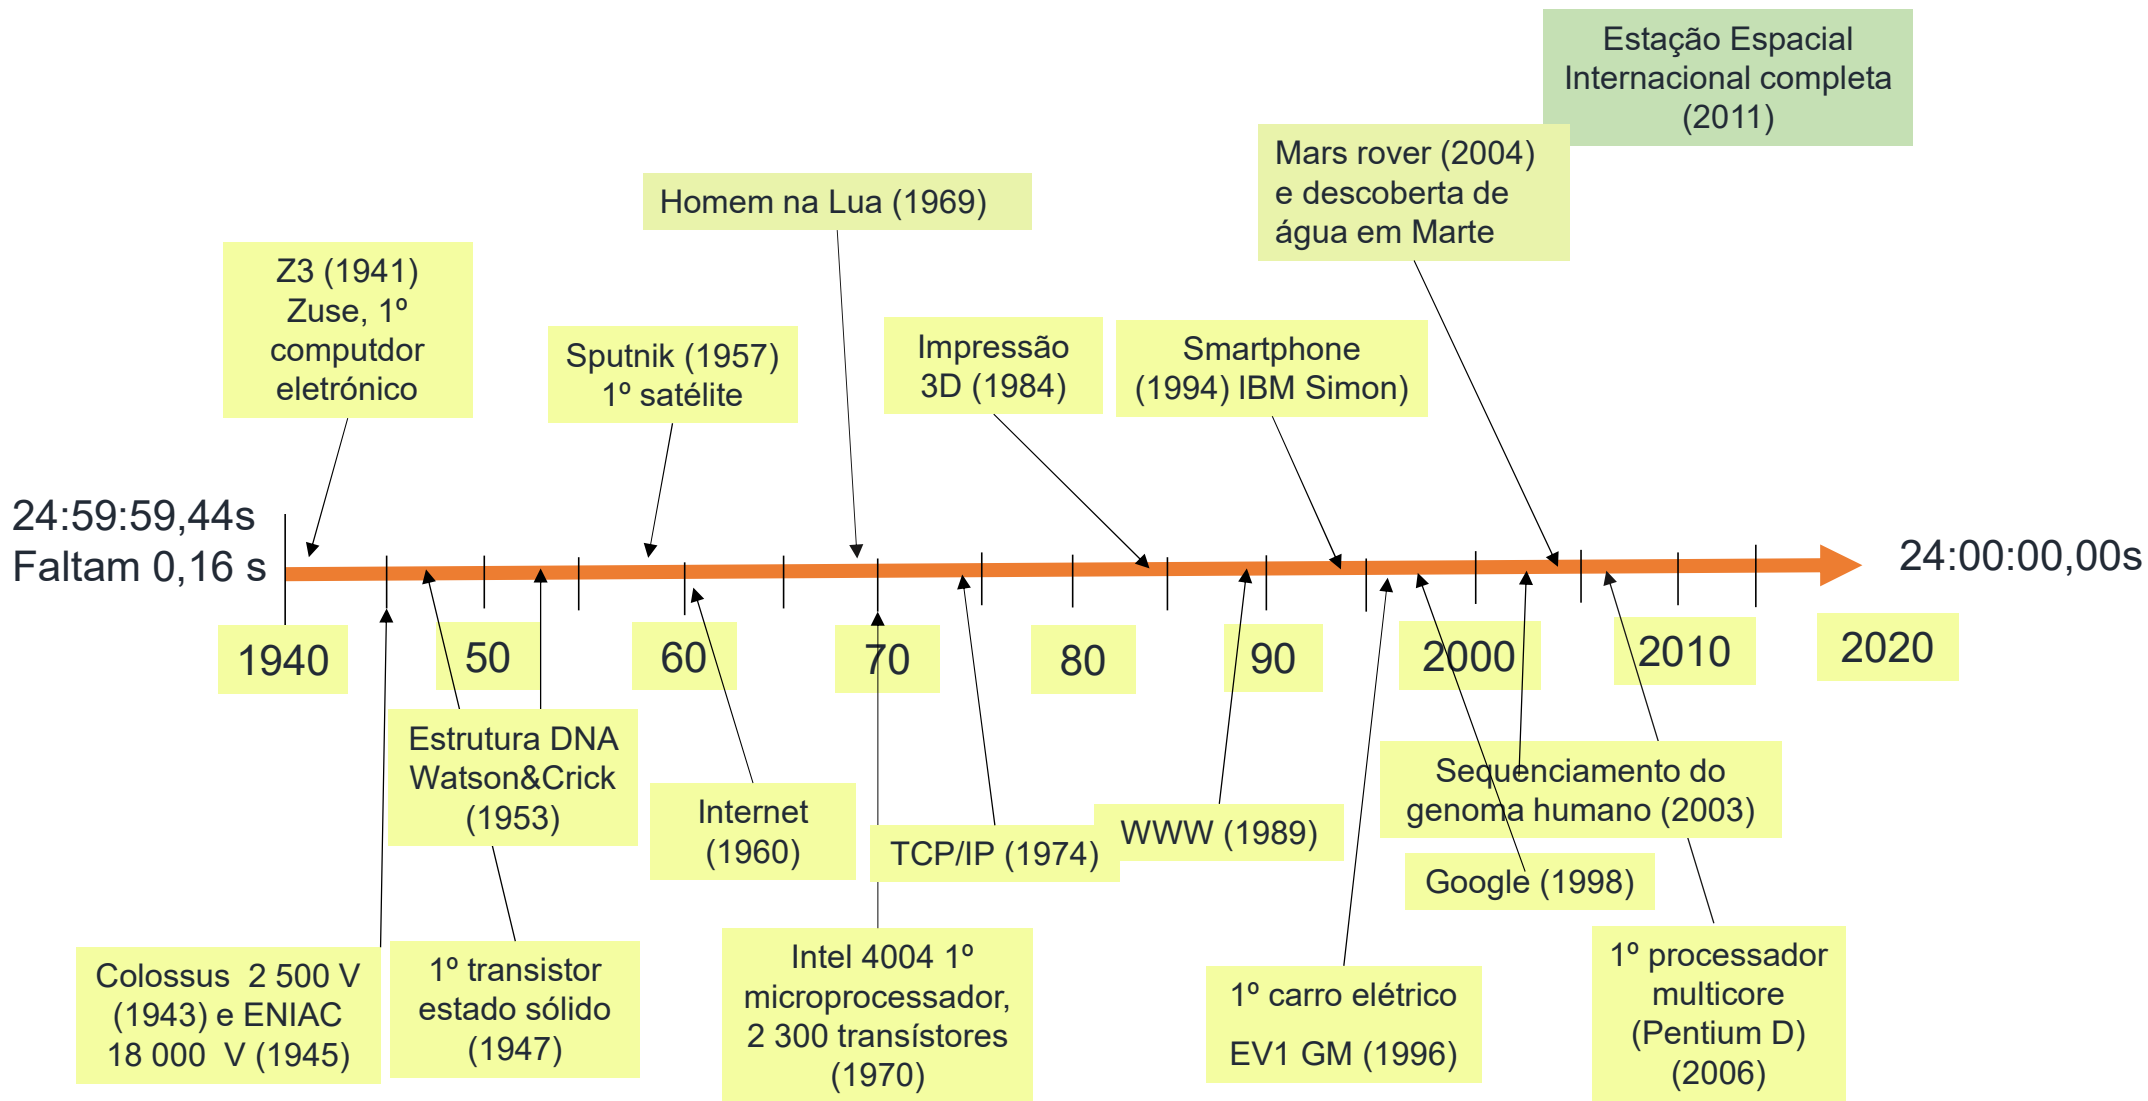 Estação Espacial
Internacional completa
(2011)
Mars rover (2004)
e descoberta de
água em Marte
Homem na Lua (1969)
Z3 (1941)
Zuse, 1º
computdor
eletrónico
Sputnik (1957)
1º satélite
Impressão
3D (1984)
Smartphone
(1994) IBM Simon)
24:59:59,44s
Faltam 0,16 s
24:00:00,00s
1940
50
60
70
80
90
2000
2010
2020
Estrutura DNA
Watson&Crick
(1953)
Internet
(1960)
TCP/IP (1974)
WWW (1989)
Sequenciamento do
genoma humano (2003)
Google (1998)
Colossus 2 500 V
(1943) e ENIAC
18 000 V (1945)
1º transistor
estado sólido
(1947)
Intel 4004 1º
microprocessador,
2 300 transístores
(1970)
1º carro elétrico
EV1 GM (1996)
1º processador
multicore
(Pentium D)
(2006)